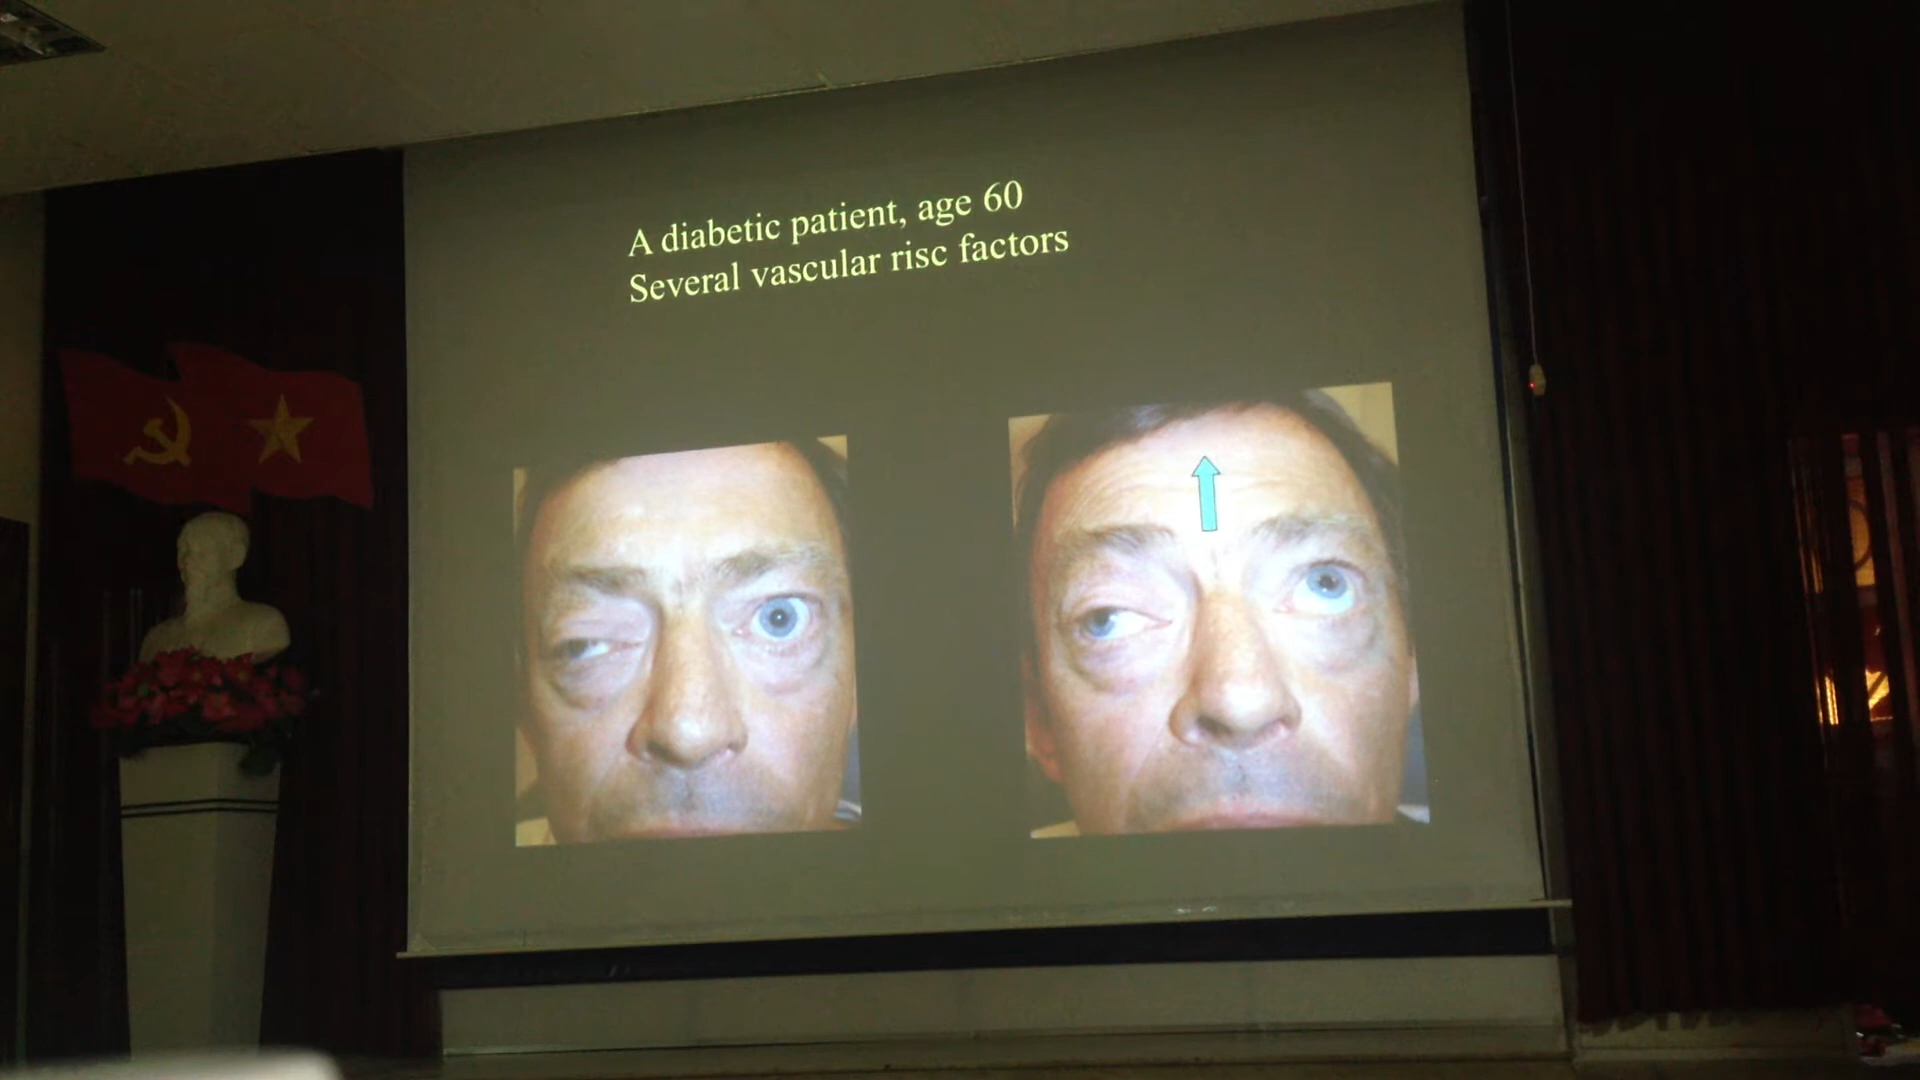 A diabetic patient, age 60
Several vascular risc factors